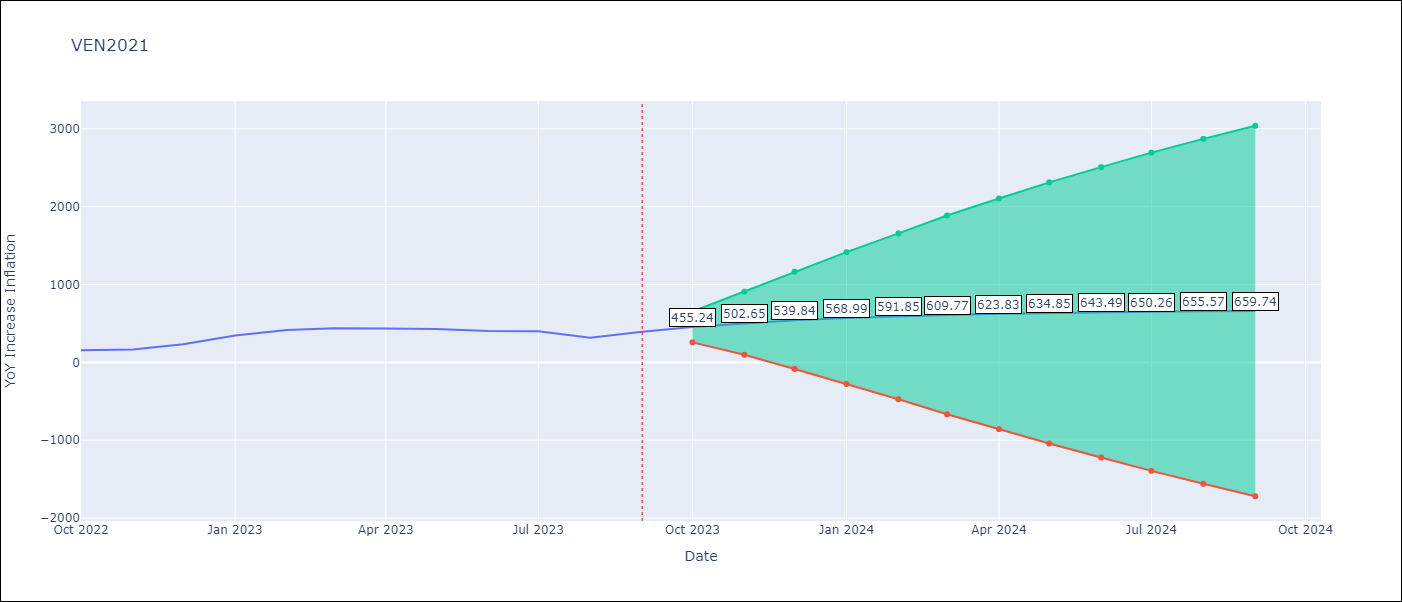 VEN2021
3000
2000
1000
0
−1000
−2000
YoY Increase Inflation
455.24
502.65
539.84
568.99
591.85
609.77
623.83
634.85
643.49
650.26
655.57
659.74
Oct 2022
Jan 2023
Apr 2023
Jul 2023
Oct 2023
Jan 2024
Apr 2024
Jul 2024
Oct 2024
Date